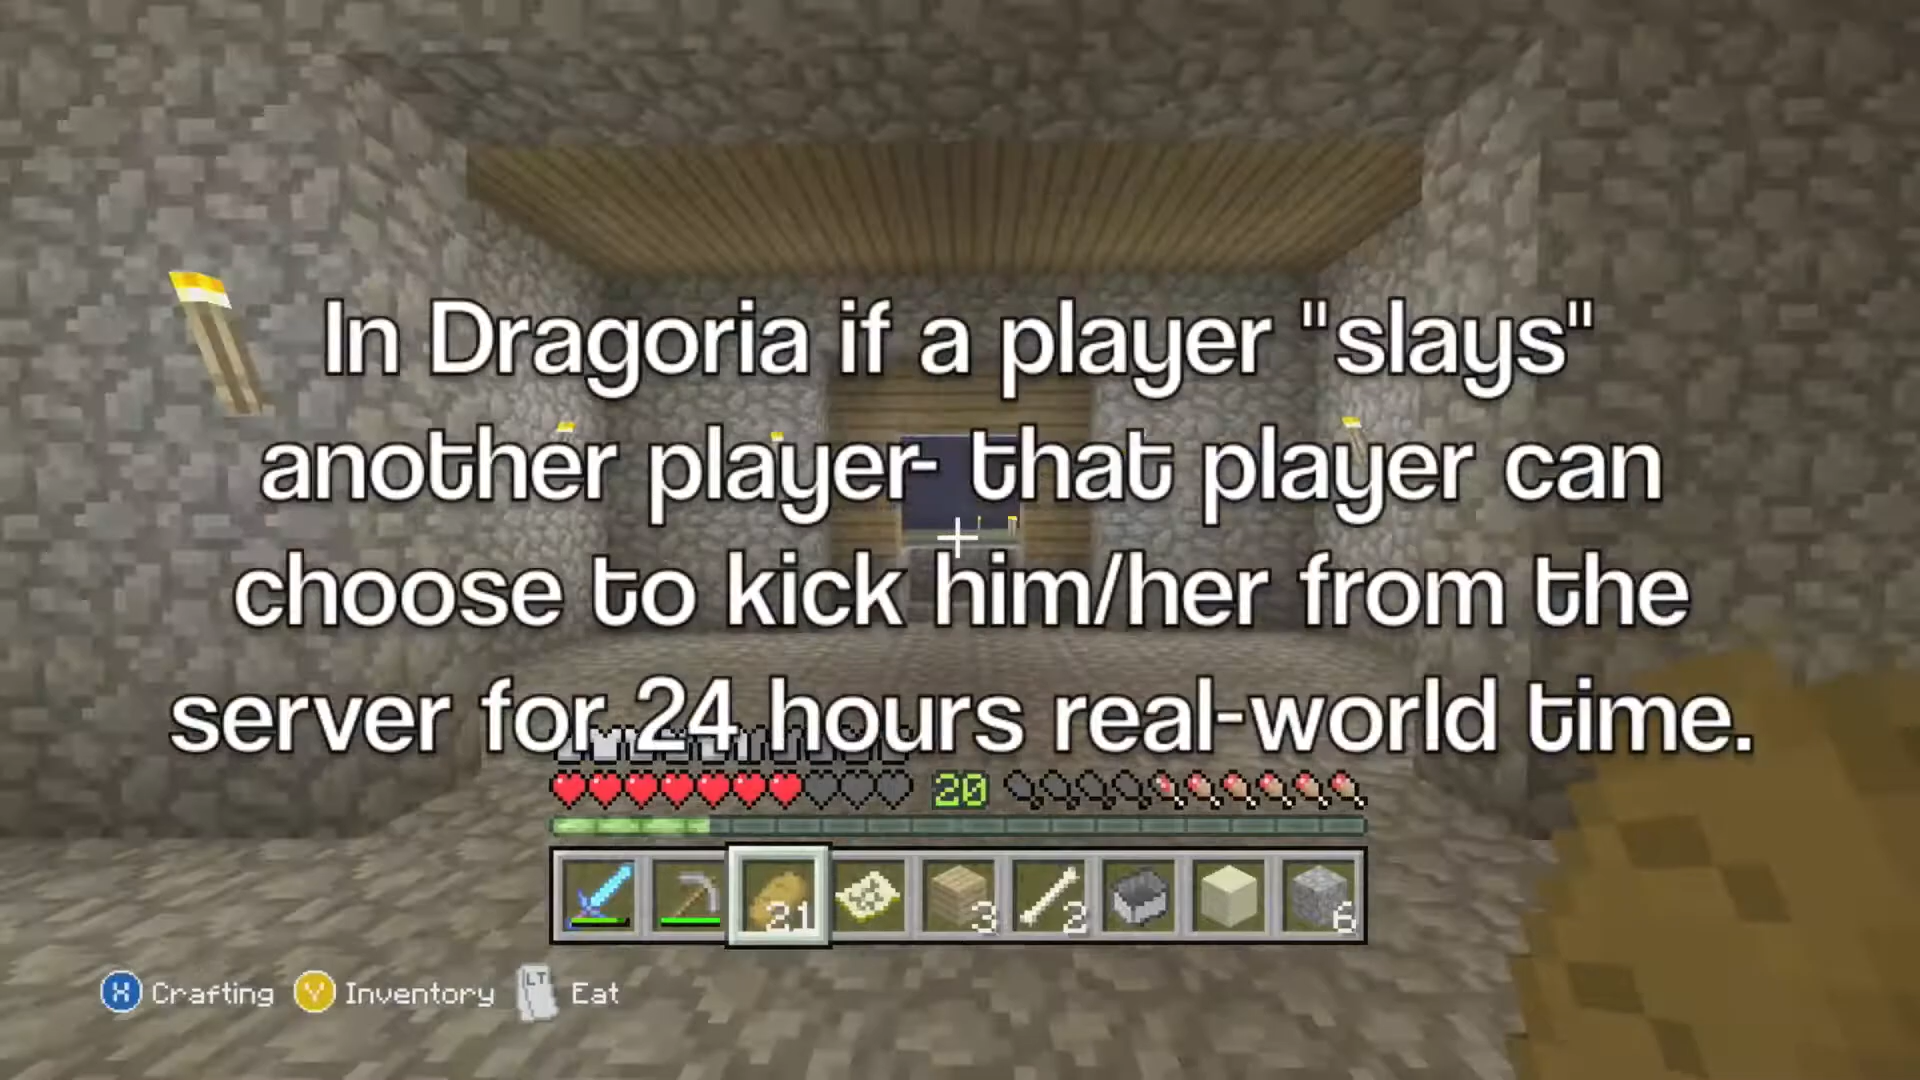 In Dragoria if a player "slays"
another player- that player can
choose to kick him/her from the
server for 24 hours real-world time.
20
21
3
2
6
X Crafting Y Inventory LT Eat